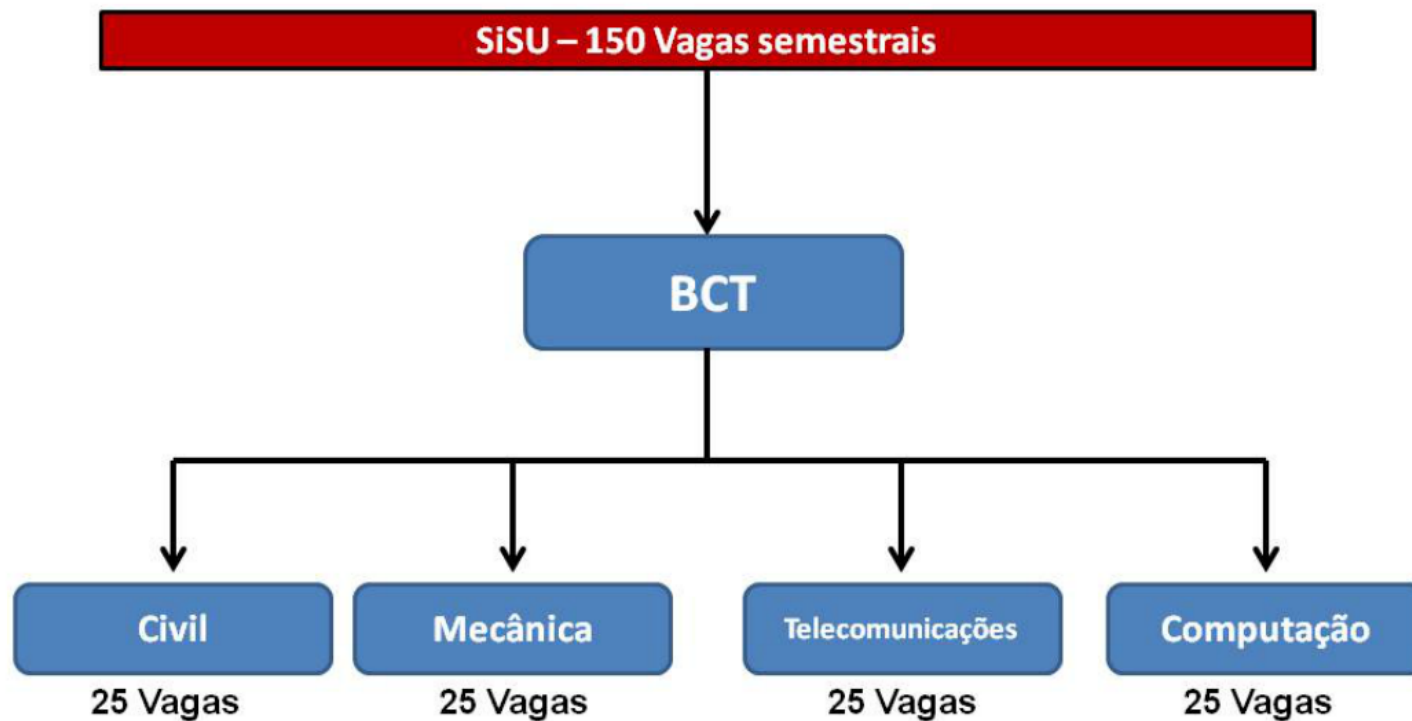 SiSU – 150 Vagas semestrais
BCT
Civil
Mecânica
Telecomunicações
Computação
25 Vagas
25 Vagas
25 Vagas
25 Vagas